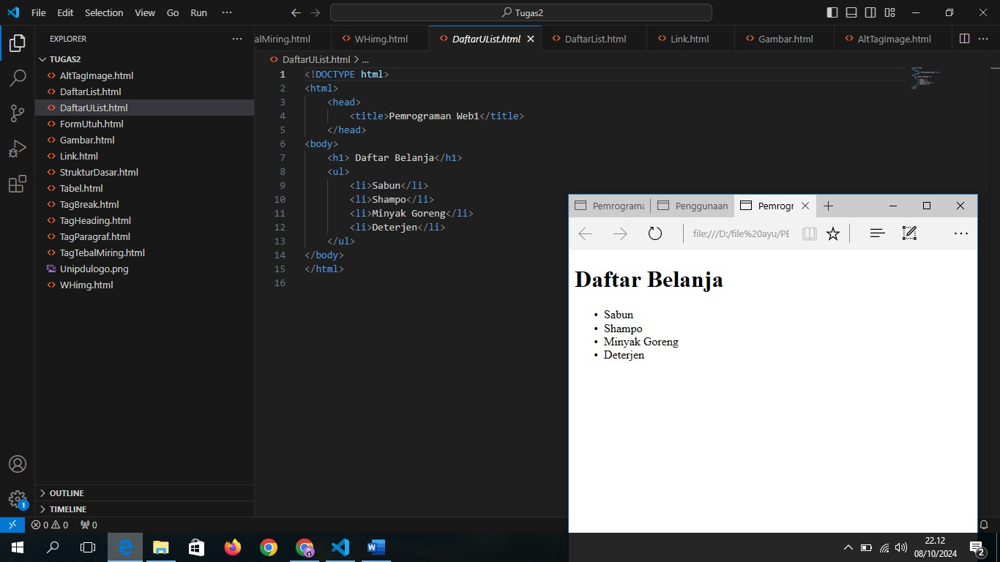 File Edit Selection View Go Run ...
Tugas2
EXPLORER
TUGAS2
AltTagImage.html
DaftarList.html
DaftarUList.html
FormUtuh.html
Gambar.html
Link.html
StrukturDasar.html
Tabel.html
TagBreak.html
TagHeading.html
TagParagraf.html
TagTebalMiring.html
Unipdulogo.png
WHimg.html
OUTLINE
TIMELINE
alMiring.html WHimg.html DaftarUList.html DaftarList.html Link.html Gambar.html AltTagImage.html
DaftarUList.html > ...
1 <!DOCTYPE html>
2 <html>
3 <head>
4 <title>Pemrograman Web1</title>
5 </head>
6 <body>
7 <h1> Daftar Belanja</h1>
8 <ul>
9 <li>Sabun</li>
10 <li>Shampo</li>
11 <li>Minyak Goreng</li>
12 <li>Deterjen</li>
13 </ul>
14 </body>
15 </html>
16
Pemrograma Penggunaan Pemrogr
file:///D:/file%20ayu/PE
Daftar Belanja
• Sabun
• Shampo
• Minyak Goreng
• Deterjen
1
0 0 0
22.12
08/10/2024
2